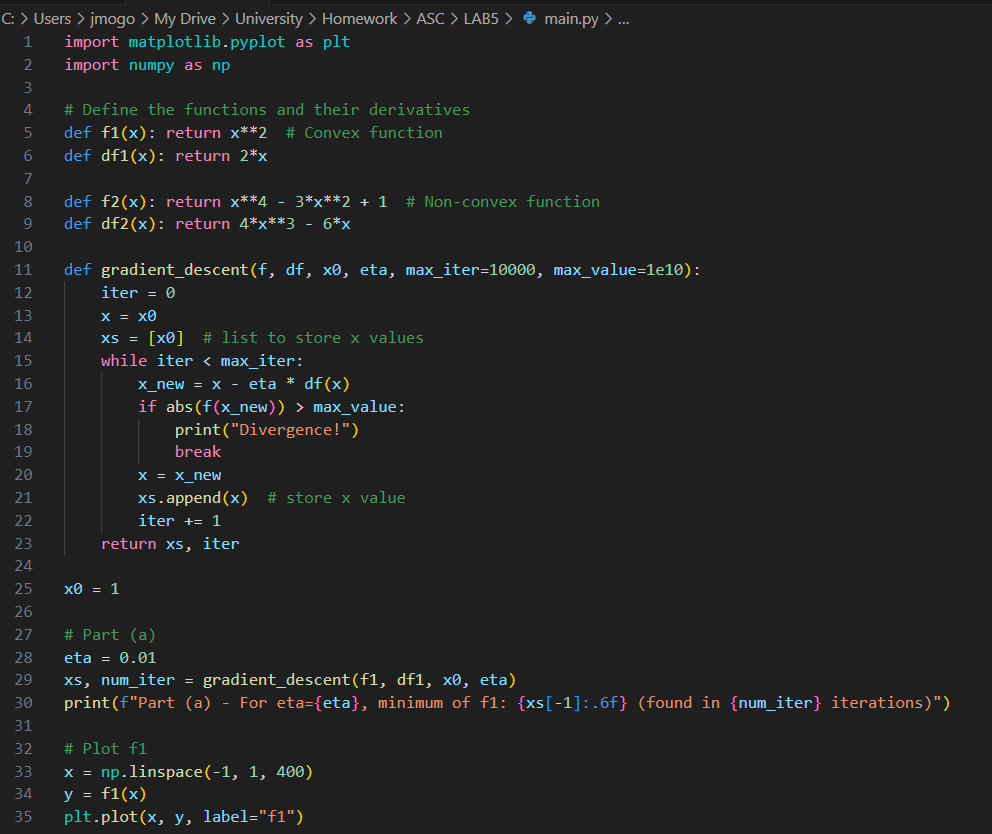 C: > Users > jmogo > My Drive > University > Homework > ASC > LAB5 > main.py > ...
1 import matplotlib.pyplot as plt
2 import numpy as np
3
4 # Define the functions and their derivatives
5 def f1(x): return x**2  # Convex function
6 def df1(x): return 2*x
7
8 def f2(x): return x**4 - 3*x**2 + 1  # Non-convex function
9 def df2(x): return 4*x**3 - 6*x
10
11 def gradient_descent(f, df, x0, eta, max_iter=10000, max_value=1e10):
12     iter = 0
13     x = x0
14     xs = [x0]  # list to store x values
15     while iter < max_iter:
16         x_new = x - eta * df(x)
17         if abs(f(x_new)) > max_value:
18             print("Divergence!")
19             break
20         x = x_new
21         xs.append(x)  # store x value
22         iter += 1
23     return xs, iter
24
25 x0 = 1
26
27 # Part (a)
28 eta = 0.01
29 xs, num_iter = gradient_descent(f1, df1, x0, eta)
30 print(f"Part (a) - For eta={eta}, minimum of f1: {xs[-1]:.6f} (found in {num_iter} iterations)")
31
32 # Plot f1
33 x = np.linspace(-1, 1, 400)
34 y = f1(x)
35 plt.plot(x, y, label="f1")